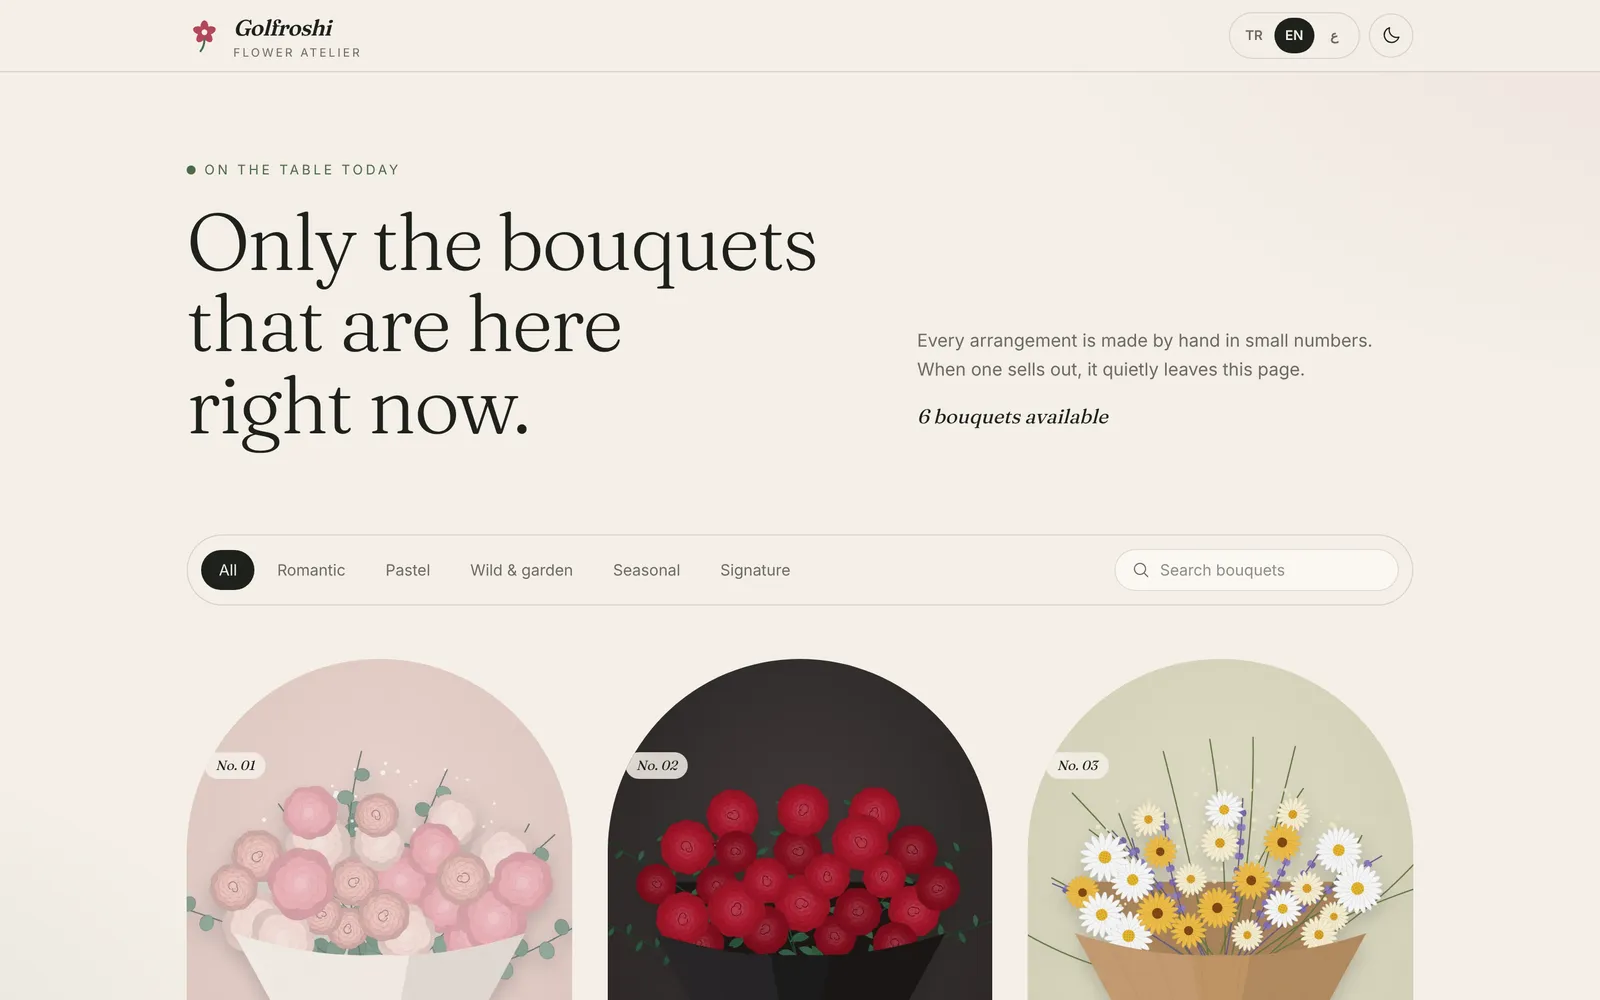 Golfroshi
FLOWER ATELIER
TR EN ع
ON THE TABLE TODAY
Only the bouquets
that are here
right now.
Every arrangement is made by hand in small numbers.
When one sells out, it quietly leaves this page.
6 bouquets available
All Romantic Pastel Wild & garden Seasonal Signature Search bouquets
No. 01 No. 02 No. 03